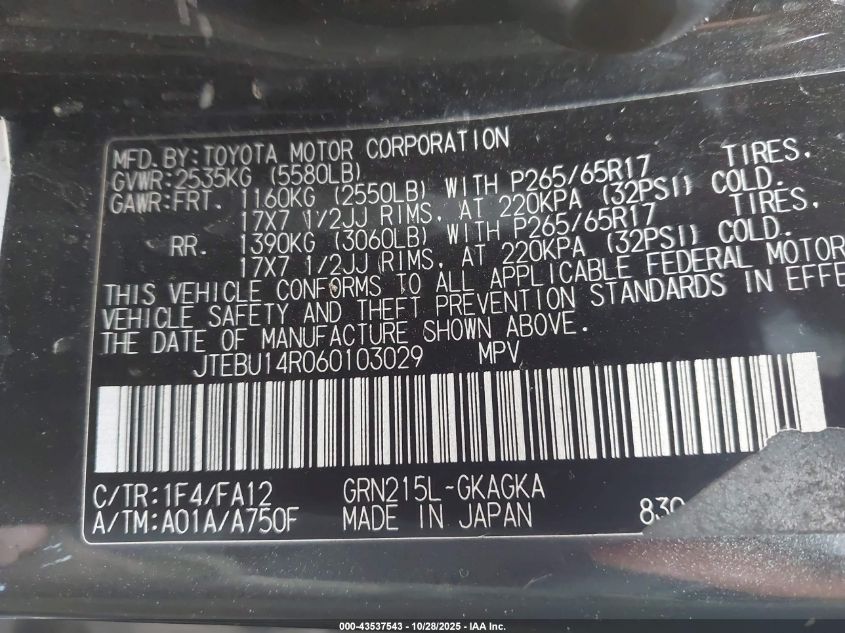 MFD. BY: TOYOTA MOTOR CORPORATION
GVWR: 2535KG (5580LB)
GAWR: FRT. 1160KG (2550LB) WITH P265/65R17 TIRES,
17X7 1/2JJ RIMS, AT 220KPA (32PSI) COLD.
RR. 1390KG (3060LB) WITH P265/65R17 TIRES,
17X7 1/2JJ RIMS, AT 220KPA (32PSI) COLD.
THIS VEHICLE CONFORMS TO ALL APPLICABLE FEDERAL MOTOR
VEHICLE SAFETY AND THEFT PREVENTION STANDARDS IN EFFE
THE DATE OF MANUFACTURE SHOWN ABOVE.
JTEBU14R060103029 MPV
C/TR: 1F4/FA12 GRN215L-GKAGKA
A/TM: A01A/A750F MADE IN JAPAN 830
000-43537543 | 10/28/2025 - IAA Inc.